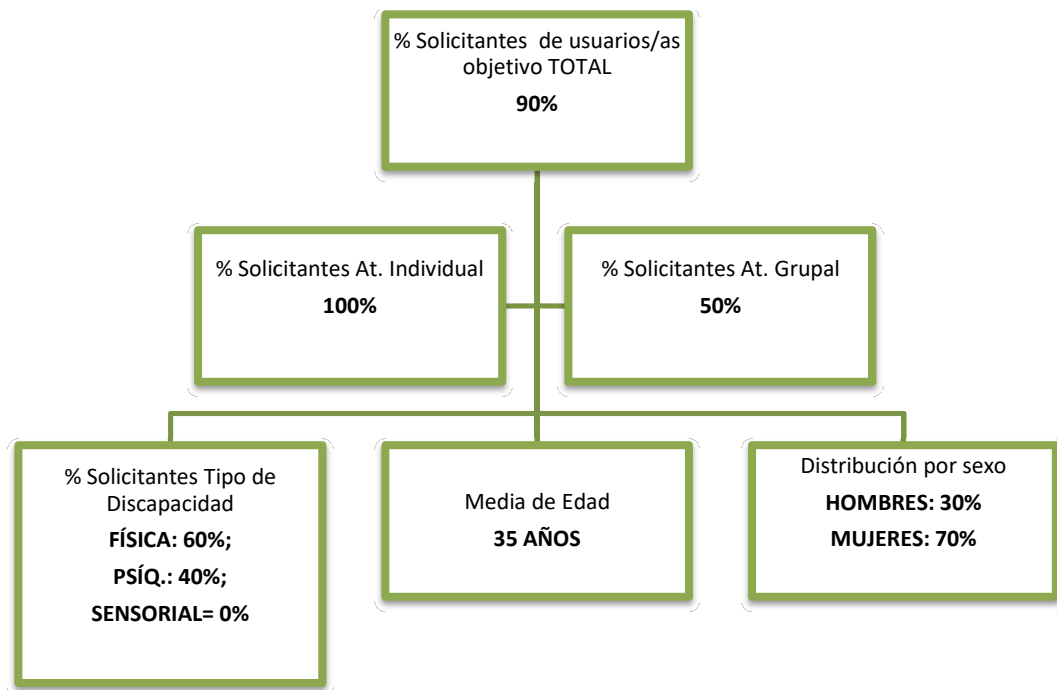 % Solicitantes de usuarios/as
objetivo TOTAL
90%
% Solicitantes At. Individual
100%
% Solicitantes At. Grupal
50%
% Solicitantes Tipo de
Discapacidad
FÍSICA: 60%;
PSÍQ.: 40%;
SENSORIAL= 0%
Media de Edad
35 AÑOS
Distribución por sexo
HOMBRES: 30%
MUJERES: 70%